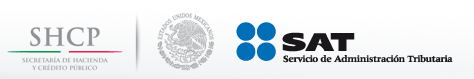 SHCP
SECRETARÍA DE HACIENDA
Y CRÉDITO PÚBLICO
ESTADOS UNIDOS MEXICANOS
SAT
Servicio de Administración Tributaria